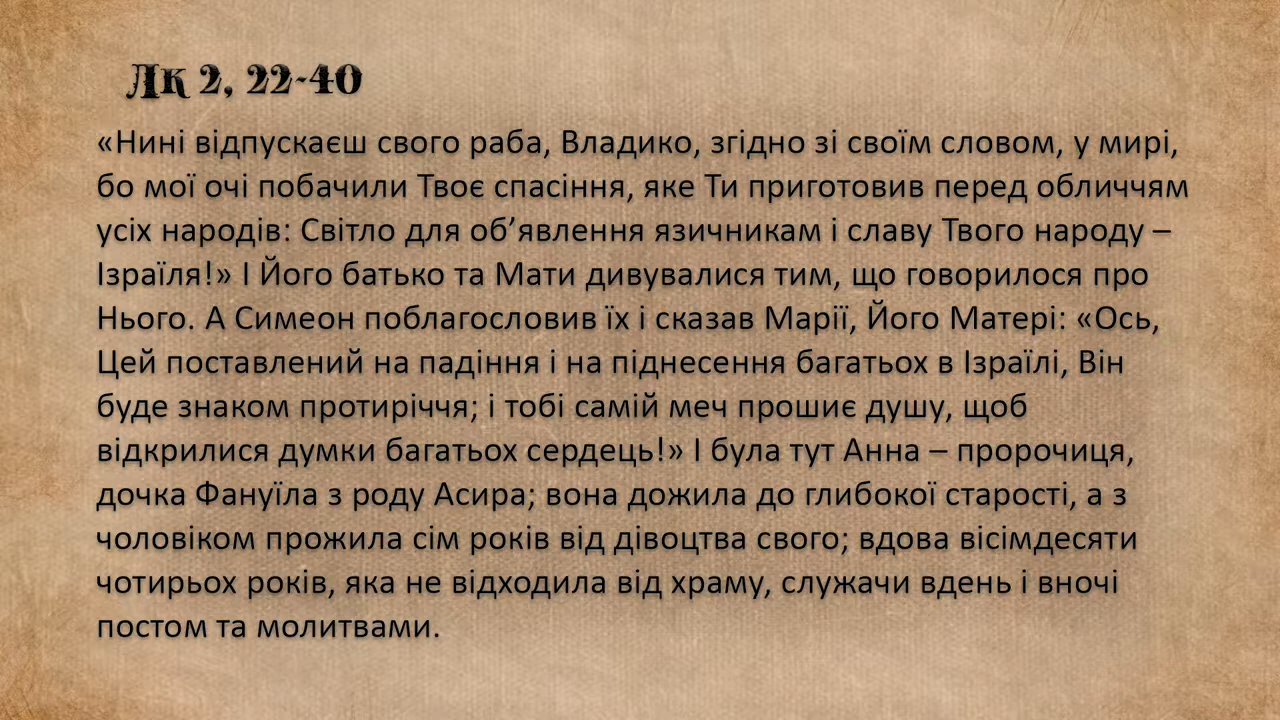 Лк 2, 22-40
«Нині відпускаєш свого раба, Владико, згідно зі своїм словом, у мирі,
бо мої очі побачили Твоє спасіння, яке Ти приготовив перед обличчям
усіх народів: Світло для об’явлення язичникам і славу Твого народу –
Ізраїля!» І Його батько та Мати дивувалися тим, що говорилося про
Нього. А Симеон поблагословив їх і сказав Марії, Його Матері: «Ось,
Цей поставлений на падіння і на піднесення багатьох в Ізраїлі, Він
буде знаком протиріччя; і тобі самій меч прошиє душу, щоб
відкрилися думки багатьох сердець!» І була тут Анна – пророчиця,
дочка Фануїла з роду Асира; вона дожила до глибокої старості, а з
чоловіком прожила сім років від дівоцтва свого; вдова вісімдесяти
чотирьох років, яка не відходила від храму, служачи вдень і вночі
постом та молитвами.